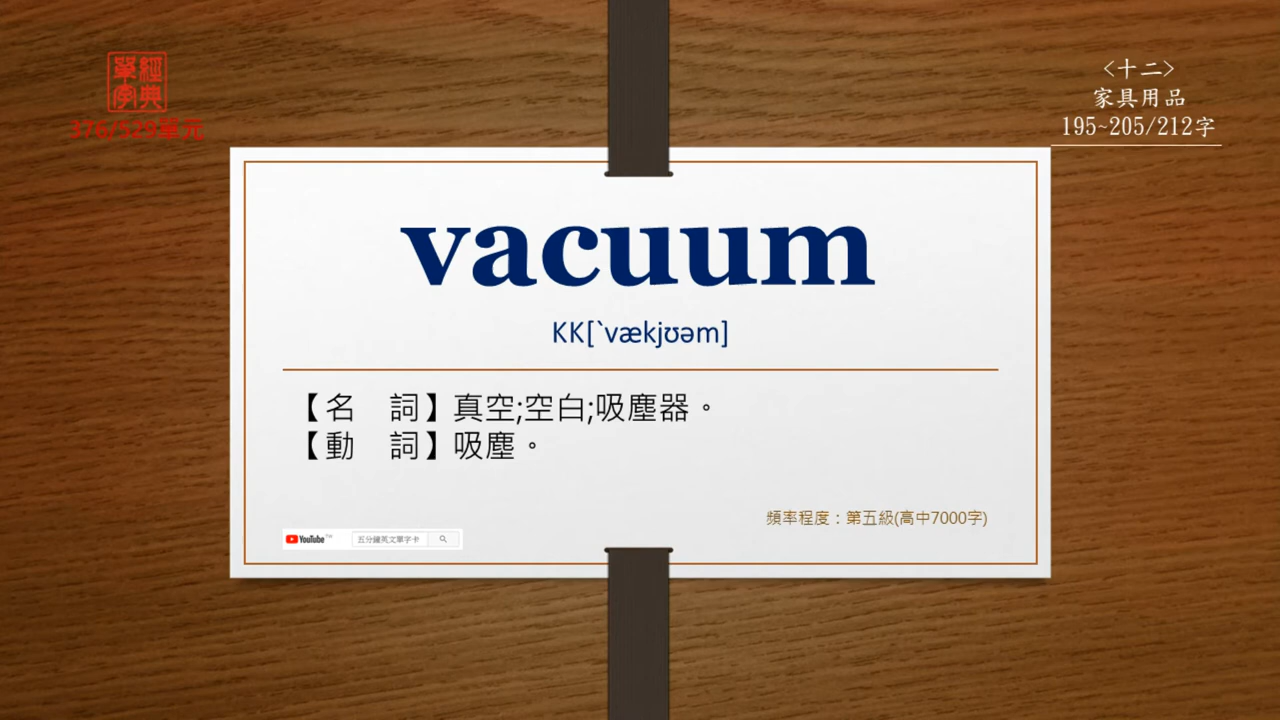 經典
單字
376/529單元
<十二>
家具用品
195~205/212字
vacuum
KK[ˋvækjʊəm]
【名　詞】真空;空白;吸塵器。
【動　詞】吸塵。
頻率程度：第五級(高中7000字)
YouTube TW 五分鐘英文單字卡